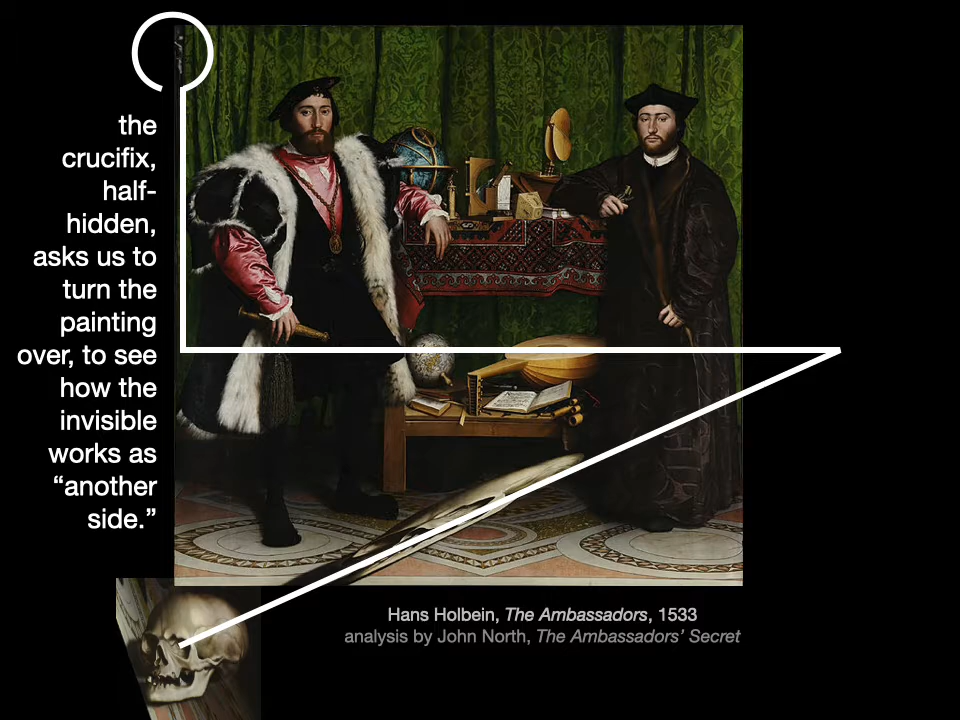 the
crucifix,
half-
hidden,
asks us to
turn the
painting
over, to see
how the
invisible
works as
“another
side.”
Hans Holbein, The Ambassadors, 1533
analysis by John North, The Ambassadors’ Secret